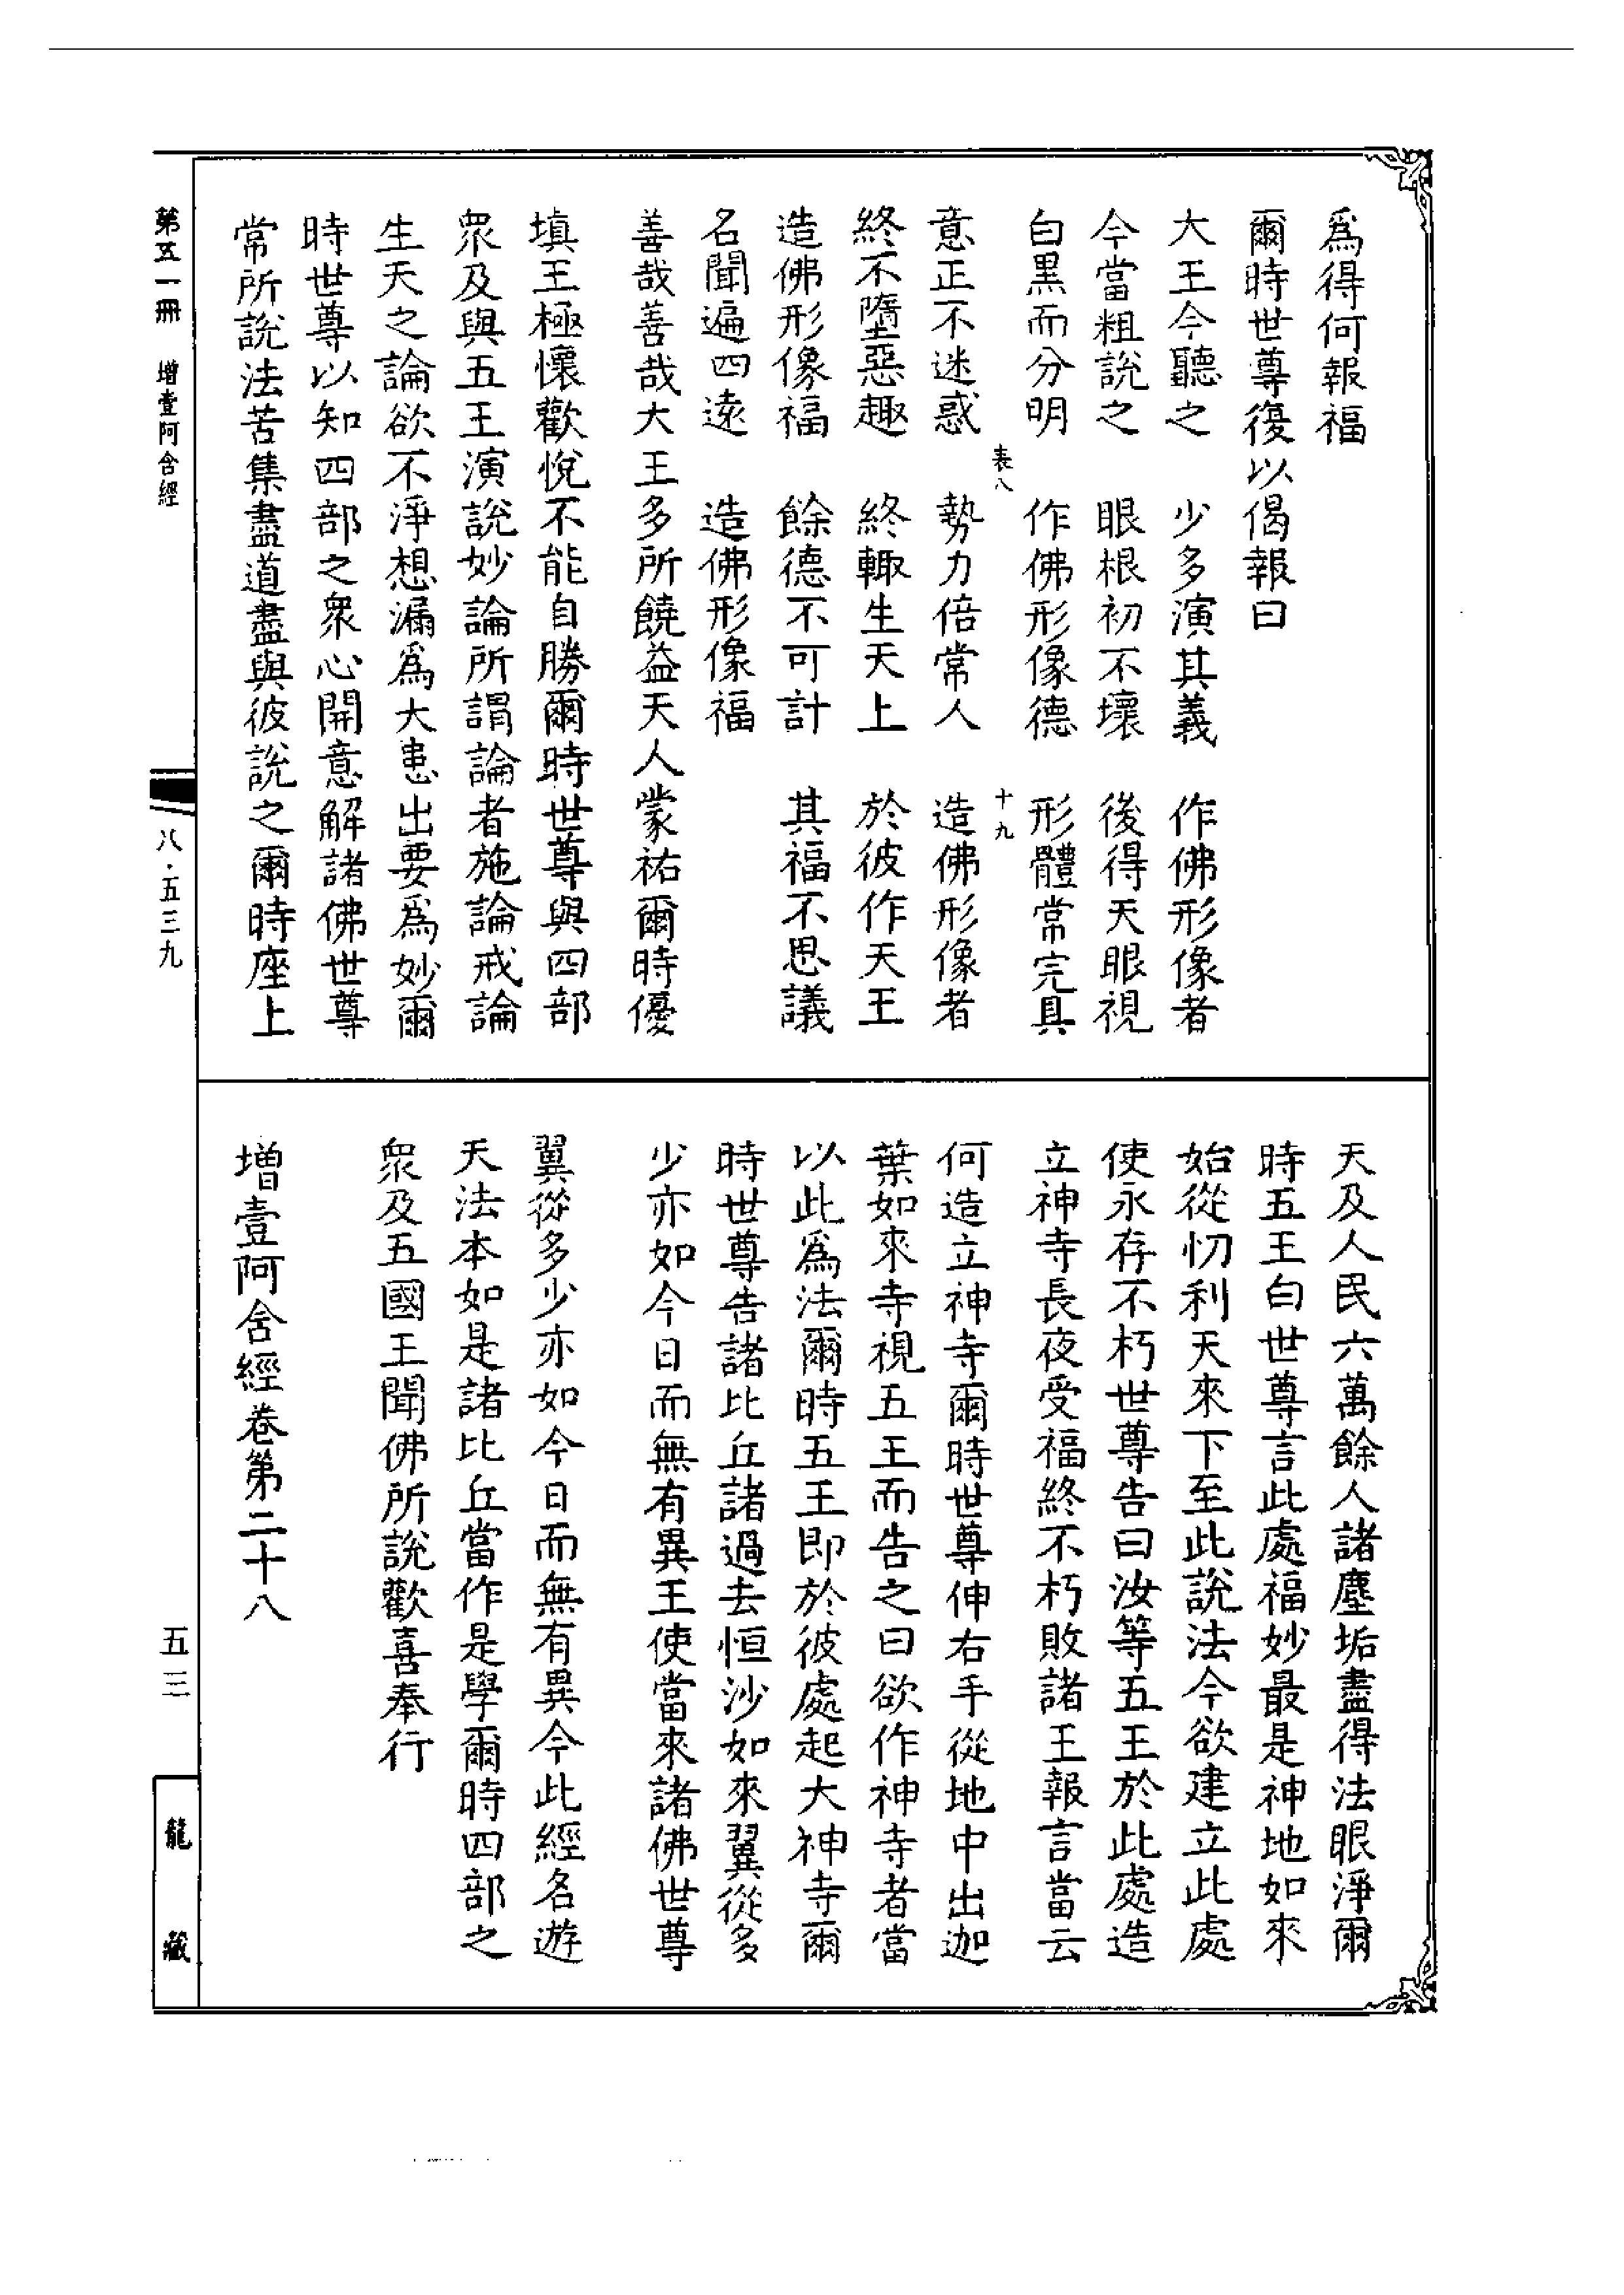 爲得何報福
爾時世尊復以偈報曰
大王今聽之　少多演其義　作佛形像者
今當粗說之　眼根初不壞　後得天眼視
白黑而分明　作佛形像德　形體常完具
表八　十九
意正不迷惑　勢力倍常人　造佛形像者
終不墮惡趣　終輙生天上　於彼作天王
造佛形像福　餘德不可計　其福不思議
名聞遍四遠　造佛形像福
善哉善哉大王多所饒益天人蒙祐爾時優
填王極懷歡悅不能自勝爾時世尊與四部
衆及與五王演說妙論所謂論者施論戒論
生天之論欲不淨想漏爲大患出要爲妙爾
時世尊以知四部之衆心開意解諸佛世尊
常所說法苦集盡道盡與彼說之爾時座上
天及人民六萬餘人諸塵垢盡得法眼淨爾
時五王白世尊言此處福妙最是神地如來
始從忉利天來下至此說法今欲建立此處
使永存不朽世尊告曰汝等五王於此處造
立神寺長夜受福終不朽敗諸王報言當云
何造立神寺爾時世尊伸右手從地中出迦
葉如來寺視五王而告之曰欲作神寺者當
以此爲法爾時五王即於彼處起大神寺爾
時世尊告諸比丘諸過去恒沙如來翼從多
少亦如今日而無有異正使當來諸佛世尊
翼從多少亦如今日而無有異今此經名遊
天法本如是諸比丘當作是學爾時四部之
衆及五國王聞佛所說歡喜奉行
增壹阿含經卷第二十八
第五一冊　增壹阿含經
八·五三九
五三
龍藏